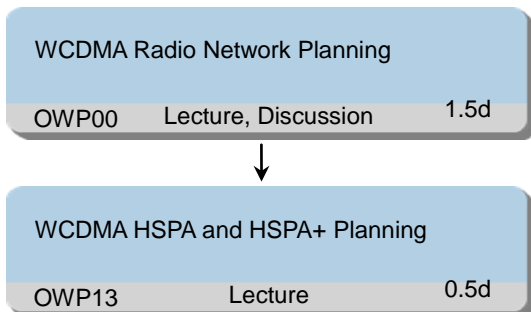 WCDMA Radio Network Planning
OWP00 Lecture, Discussion 1.5d
WCDMA HSPA and HSPA+ Planning
OWP13 Lecture 0.5d